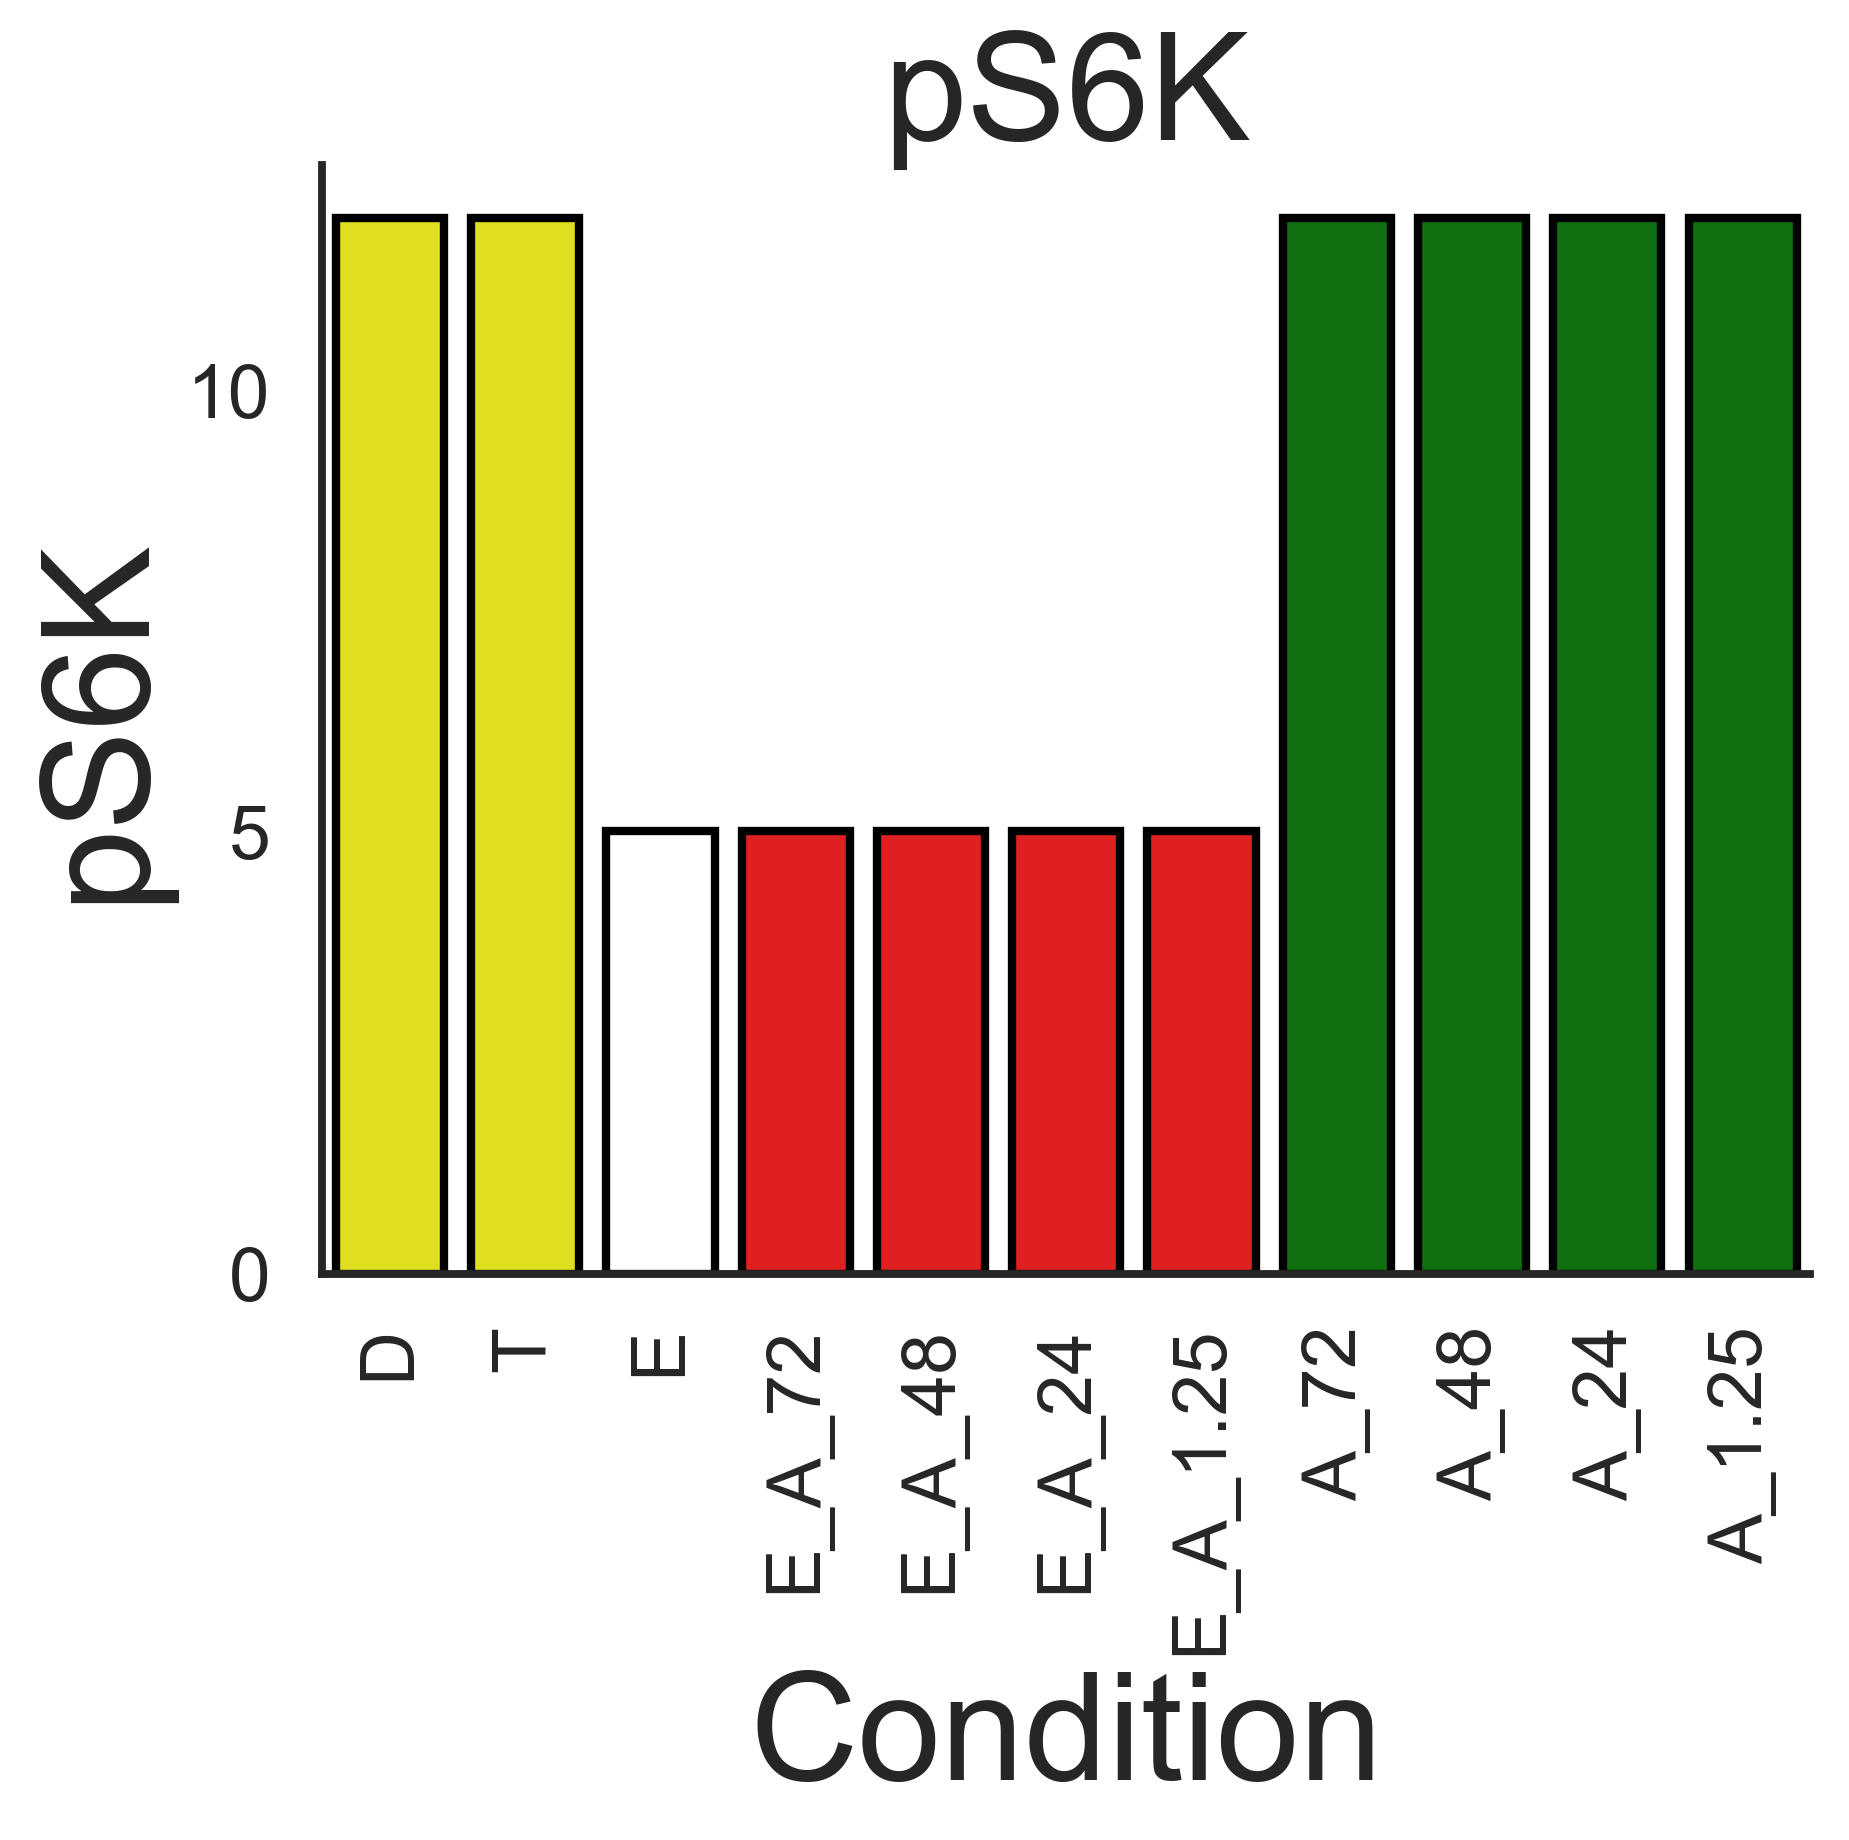 pS6K
pS6K
10
5
0
D
T
E
E_A_72
E_A_48
E_A_24
E_A_1.25
A_72
A_48
A_24
A_1.25
Condition